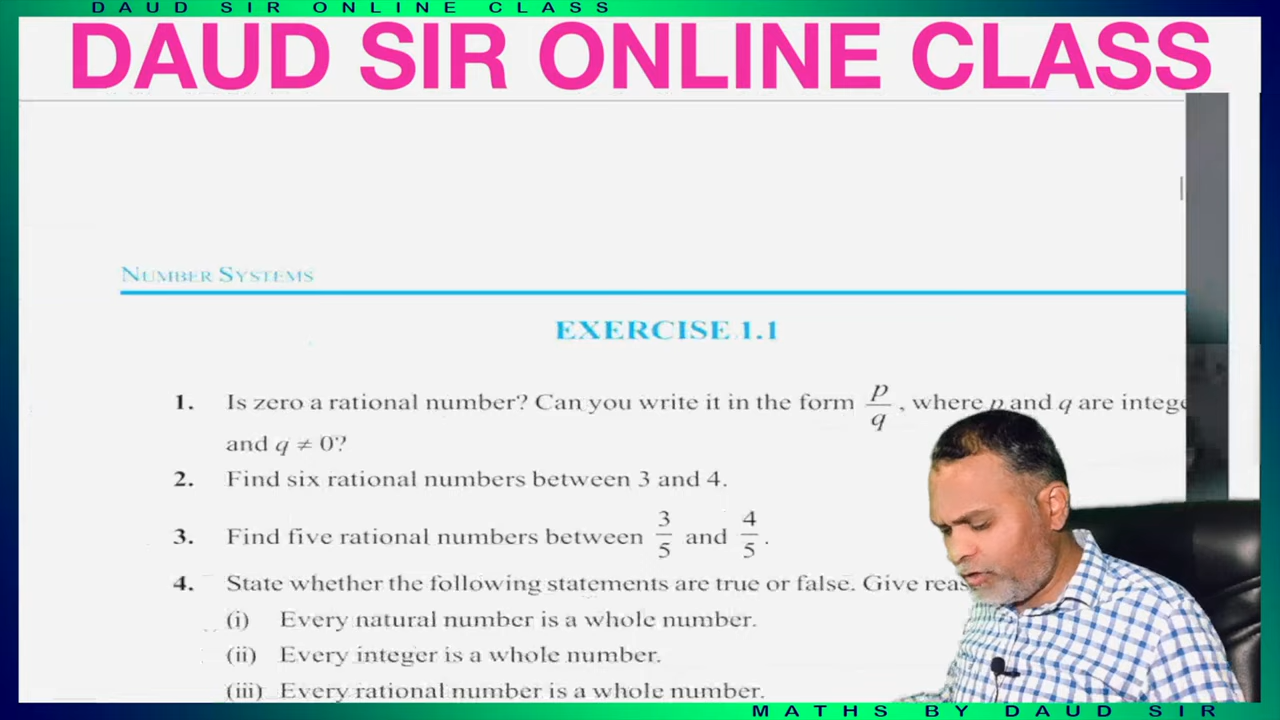 DAUD SIR ONLINE CLASS
DAUD SIR ONLINE CLASS
NUMBER SYSTEMS
EXERCISE 1.1
1. Is zero a rational number? Can you write it in the form p/q, where p and q are intege
and q ≠ 0?
2. Find six rational numbers between 3 and 4.
3. Find five rational numbers between 3/5 and 4/5.
4. State whether the following statements are true or false. Give reas
(i) Every natural number is a whole number.
(ii) Every integer is a whole number.
(iii) Every rational number is a whole number.
MATHS BY DAUD SIR